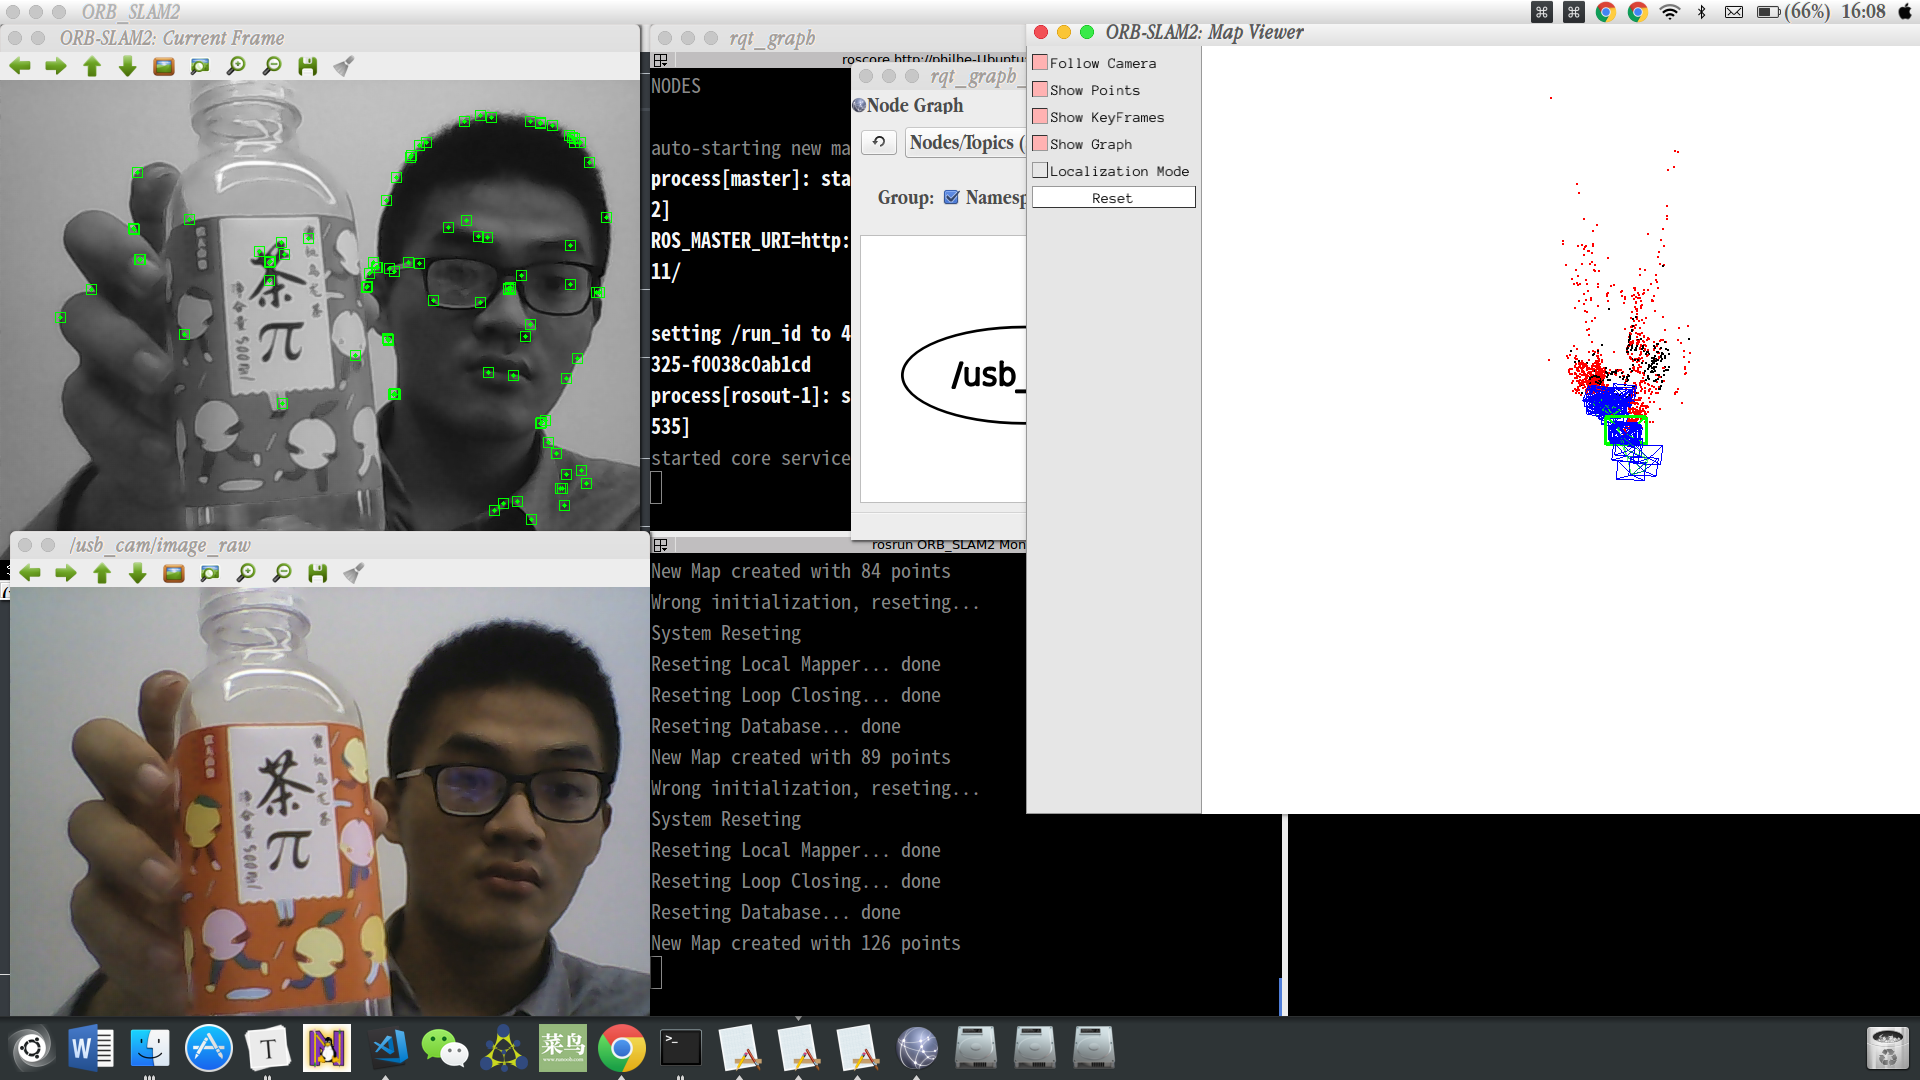 ORB_SLAM2
(66%)
16:08
ORB-SLAM2: Current Frame
茶
π
500ml
rqt_graph
roscore http://philhe-Ubuntu
NODES
auto-starting new ma
process[master]: sta
2]
ROS_MASTER_URI=http:
11/
setting /run_id to 4
325-f0038c0ab1cd
process[rosout-1]: s
535]
started core service
rqt_graph
Node Graph
Nodes/Topics (
Group:
Namesp
/usb_
ORB-SLAM2: Map Viewer
Follow Camera
Show Points
Show KeyFrames
Show Graph
Localization Mode
Reset
/usb_cam/image_raw
茶
π
净含量 500ml
rosrun ORB_SLAM2 Mon
New Map created with 84 points
Wrong initialization, reseting...
System Reseting
Reseting Local Mapper... done
Reseting Loop Closing... done
Reseting Database... done
New Map created with 89 points
Wrong initialization, reseting...
System Reseting
Reseting Local Mapper... done
Reseting Loop Closing... done
Reseting Database... done
New Map created with 126 points
W
T
N
菜鸟
>_